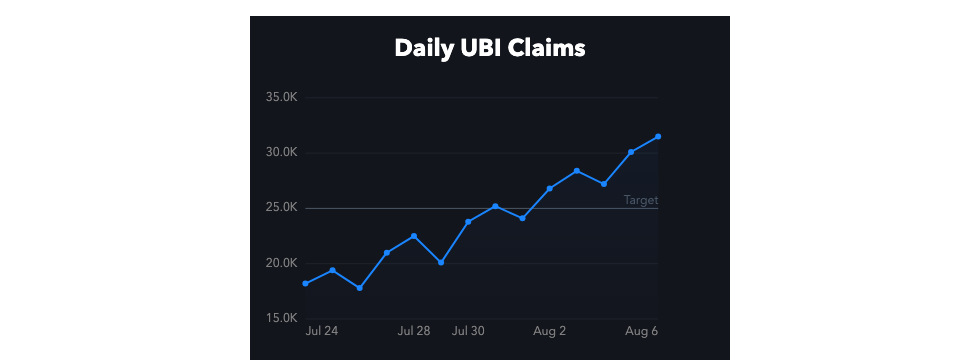 Daily UBI Claims
35.0K
30.0K
25.0K
Target
20.0K
15.0K
Jul 24 Jul 28 Jul 30 Aug 2 Aug 6